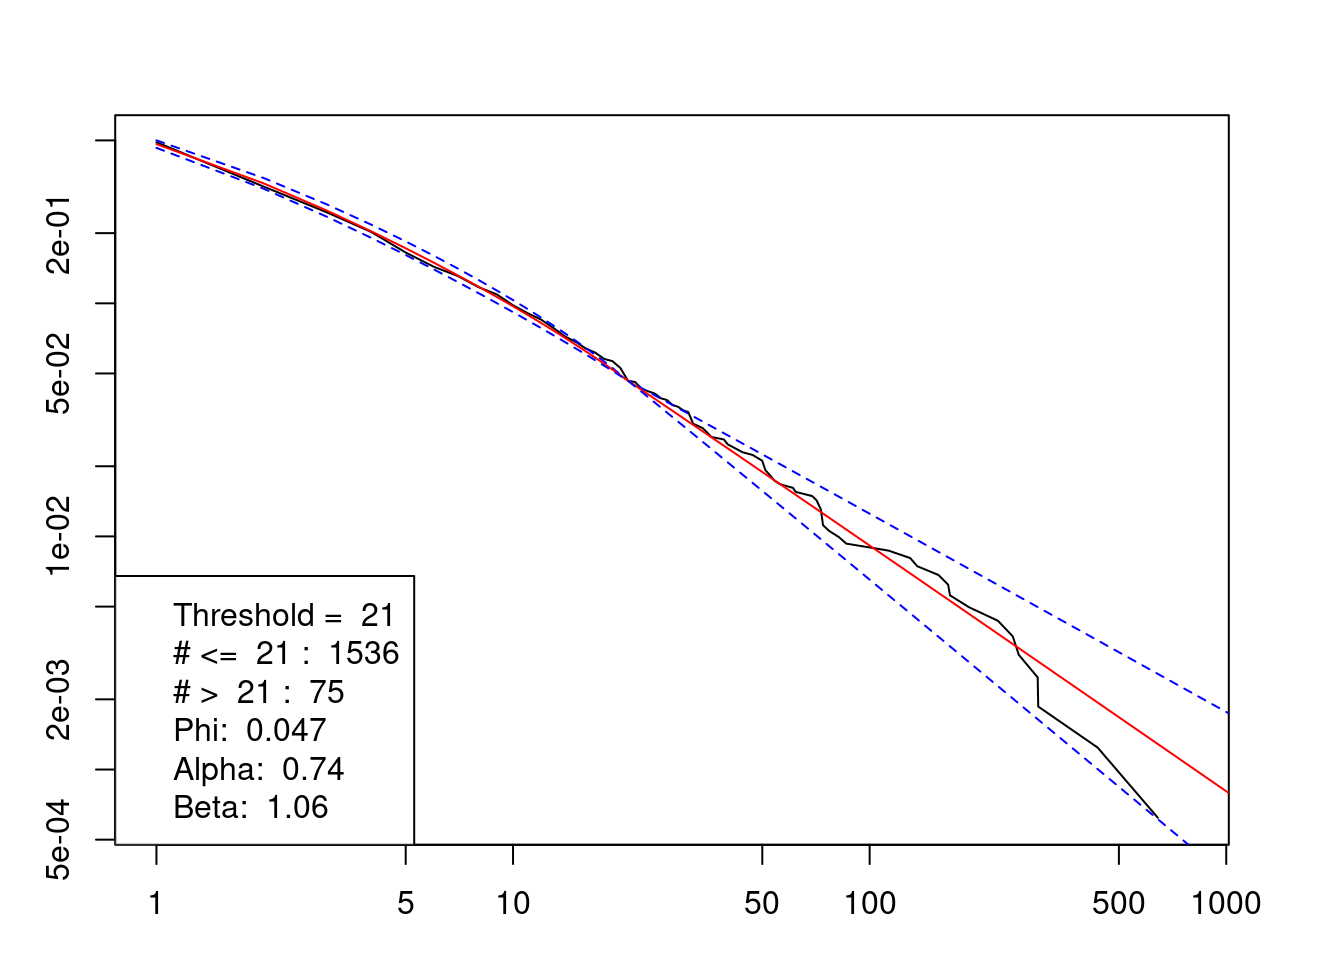 2e-01
5e-02
1e-02
2e-03
5e-04
Threshold = 21
# <= 21 : 1536
# > 21 : 75
Phi: 0.047
Alpha: 0.74
Beta: 1.06
1 5 10 50 100 500 1000